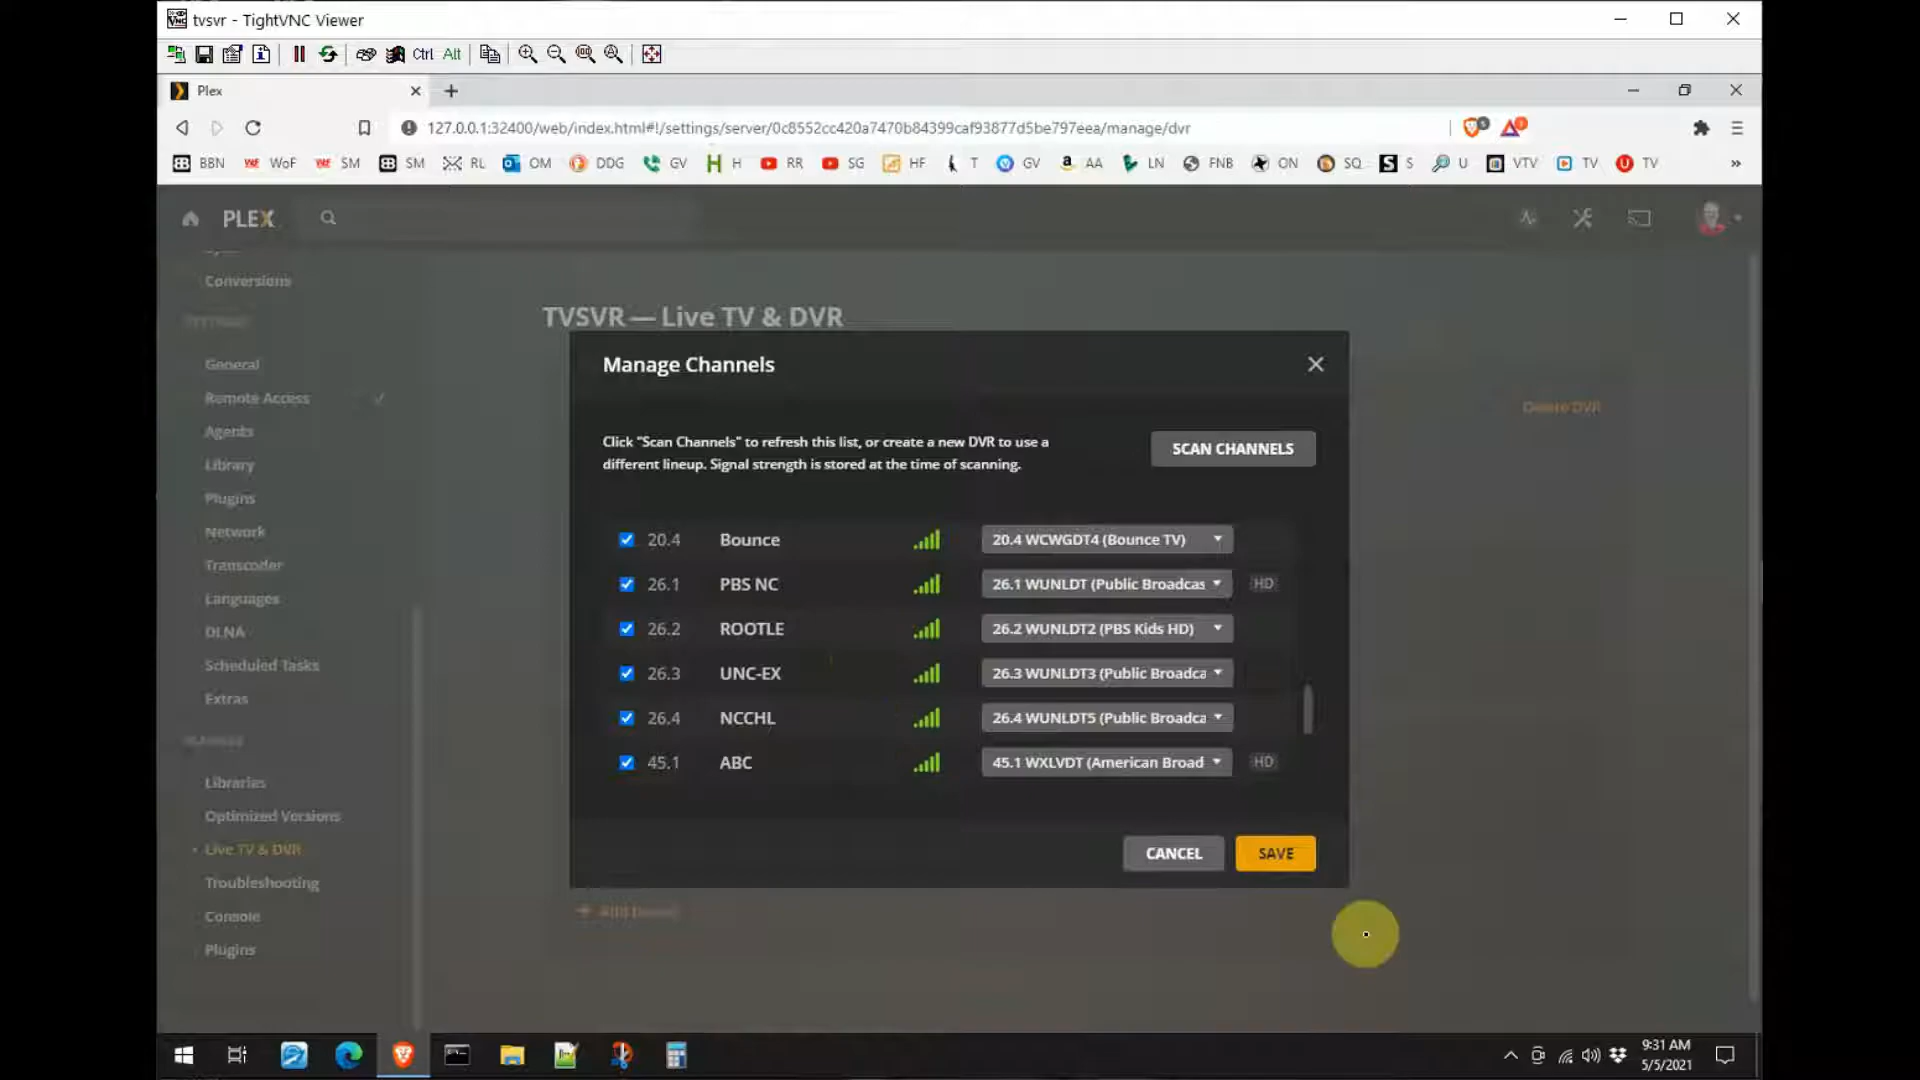 tvsvr - TightVNC Viewer
Ctrl Alt
Plex
127.0.0.1:32400/web/index.html#!/settings/server/0c8552cc420a7470b84399caf93877d5be797eea/manage/dvr
BBN WoF SM SM RL OM DDG GV H RR SG HF T GV AA LN FNB ON SQ S U VTV TV TV
PLEX
Conversions
General
Remote Access
Agents
Library
Plugins
Network
Transcoder
Languages
DLNA
Scheduled Tasks
Extras
Libraries
Optimized Versions
Live TV & DVR
Troubleshooting
Console
Plugins
TVSVR — Live TV & DVR
Delete DVR
Manage Channels
Click "Scan Channels" to refresh this list, or create a new DVR to use a
different lineup. Signal strength is stored at the time of scanning.
SCAN CHANNELS
20.4 Bounce 20.4 WCWGDT4 (Bounce TV)
26.1 PBS NC 26.1 WUNLDT (Public Broadcas HD
26.2 ROOTLE 26.2 WUNLDT2 (PBS Kids HD)
26.3 UNC-EX 26.3 WUNLDT3 (Public Broadca
26.4 NCCHL 26.4 WUNLDT5 (Public Broadca
45.1 ABC 45.1 WXLVDT (American Broad HD
CANCEL SAVE
9:31 AM
5/5/2021